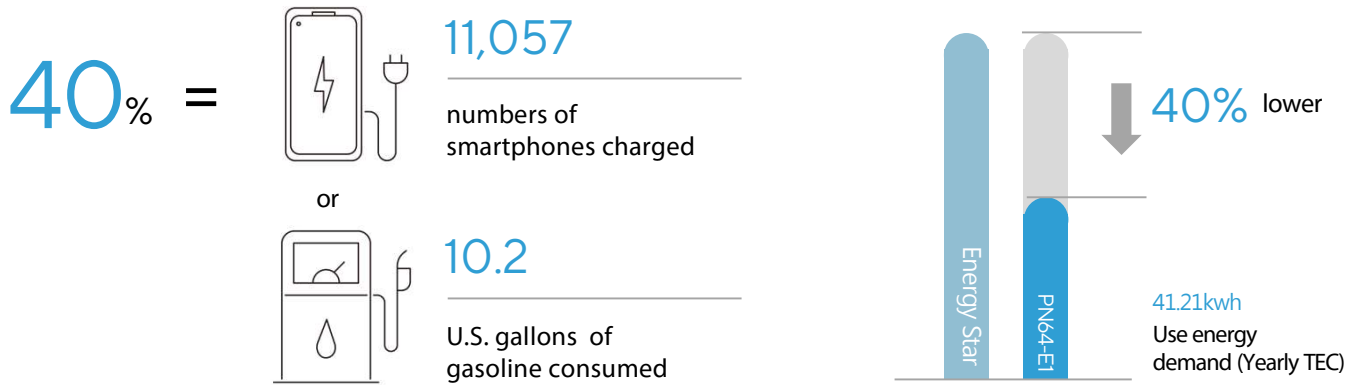 40% =
11,057
numbers of
smartphones charged
or
10.2
U.S. gallons of
gasoline consumed
Energy Star
PN64-E1
40% lower
41.21kwh
Use energy
demand (Yearly TEC)